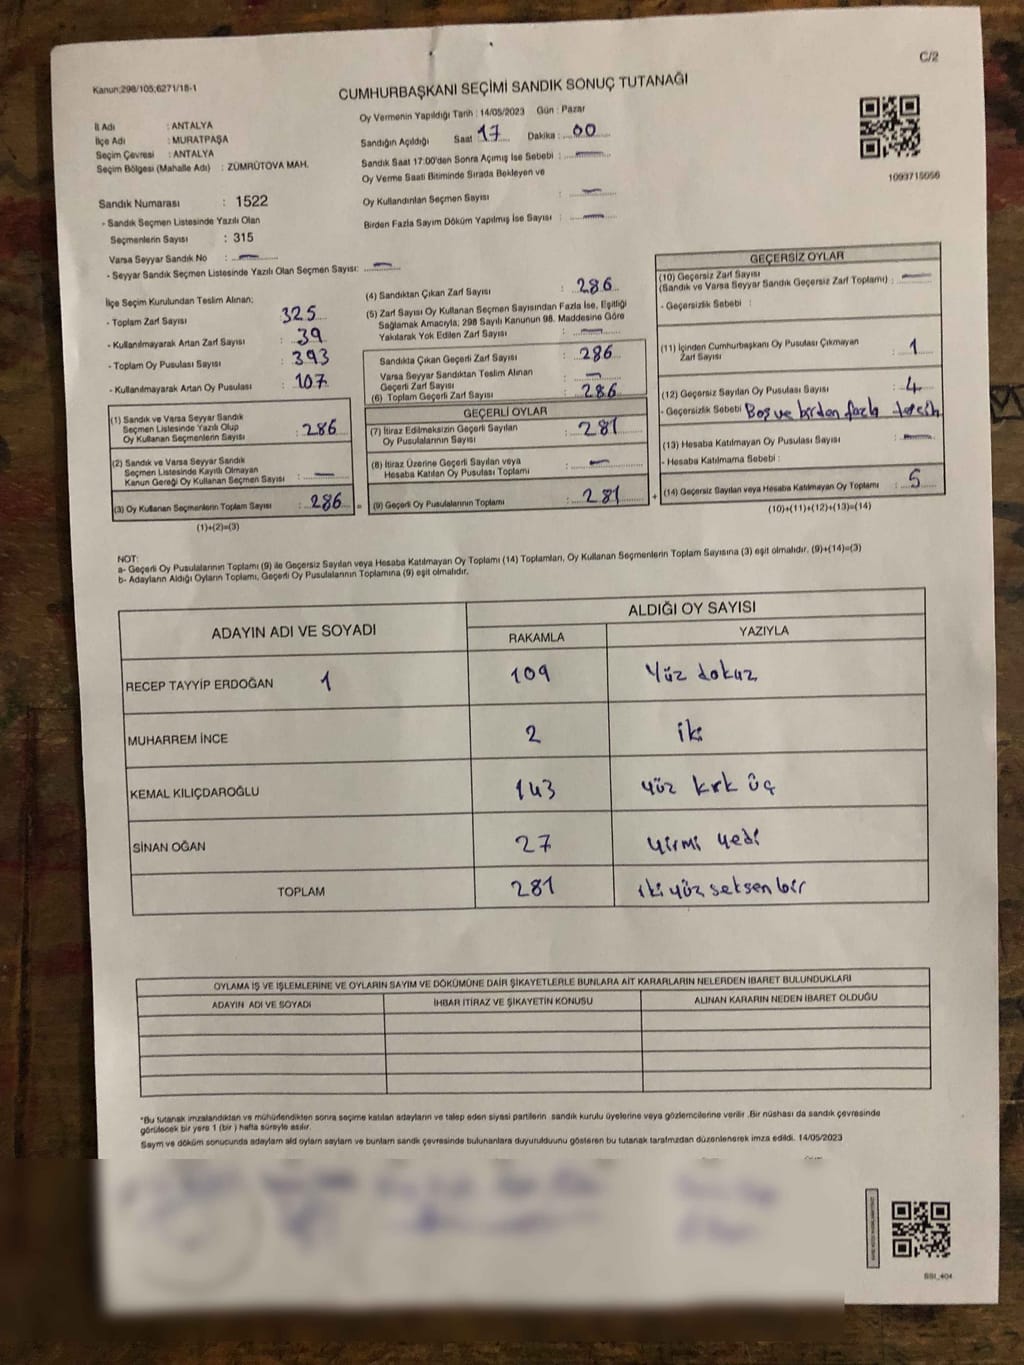 C/2
Kanun:298/105;6271/18-1
CUMHURBAŞKANI SEÇİMİ SANDIK SONUÇ TUTANAĞI
İl Adı : ANTALYA
İlçe Adı : MURATPAŞA
Seçim Çevresi : ANTALYA
Seçim Bölgesi (Mahalle Adı) : ZÜMRÜTOVA MAH.
Oy Vermenin Yapıldığı Tarih : 14/05/2023 Gün : Pazar
Sandığın Açıldığı Saat 17 Dakika : 00
Sandık Saat 17:00'den Sonra Açımış İse Sebebi : —
Oy Verme Saati Bitiminde Sırada Bekleyen ve
Oy Kullandırılan Seçmen Sayısı —
Birden Fazla Sayım Döküm Yapılmış İse Sayısı : —
1093715056
Sandık Numarası : 1522
- Sandık Seçmen Listesinde Yazılı Olan
Seçmenlerin Sayısı : 315
Varsa Seyyar Sandık No : —
- Seyyar Sandık Seçmen Listesinde Yazılı Olan Seçmen Sayısı: —
İlçe Seçim Kurulundan Teslim Alınan:
- Toplam Zarf Sayısı : 325
- Kullanılmayarak Artan Zarf Sayısı : 39
- Toplam Oy Pusulası Sayısı : 393
- Kullanılmayarak Artan Oy Pusulası : 107
(1) Sandık ve Varsa Seyyar Sandık
Seçmen Listesinde Yazılı Olup
Oy Kullanan Seçmenlerin Sayısı : 286
(2) Sandık ve Varsa Seyyar Sandık
Seçmen Listesinde Kayıtlı Olmayan
Kanun Gereği Oy Kullanan Seçmen Sayısı : —
(3) Oy Kullanan Seçmenlerin Toplam Sayısı : 286
(1)+(2)=(3)
(4) Sandıktan Çıkan Zarf Sayısı : 286
(5) Zarf Sayısı Oy Kullanan Seçmen Sayısından Fazla İse, Eşitliği
Sağlamak Amacıyla; 298 Sayılı Kanunun 98. Maddesine Göre
Yakılarak Yok Edilen Zarf Sayısı : —
Sandıkta Çıkan Geçerli Zarf Sayısı : 286
Varsa Seyyar Sandıktan Teslim Alınan
Geçerli Zarf Sayısı : —
(6) Toplam Geçerli Zarf Sayısı : 286
GEÇERLİ OYLAR
(7) İtiraz Edilmeksizin Geçerli Sayılan
Oy Pusulalarının Sayısı : 281
(8) İtiraz Üzerine Geçerli Sayılan veya
Hesaba Katılan Oy Pusulası Toplamı : —
= (9) Geçerli Oy Pusulalarının Toplamı : 281 +
GEÇERSİZ OYLAR
(10) Geçersiz Zarf Sayısı
(Sandık ve Varsa Seyyar Sandık Geçersiz Zarf Toplamı) : —
- Geçersizlik Sebebi :
(11) İçinden Cumhurbaşkanı Oy Pusulası Çıkmayan
Zarf Sayısı : 1
(12) Geçersiz Sayılan Oy Pusulası Sayısı : 4
- Geçersizlik Sebebi Boş ve birden fazla tercih
(13) Hesaba Katılmayan Oy Pusulası Sayısı : —
- Hesaba Katılmama Sebebi :
(14) Geçersiz Sayılan veya Hesaba Katılmayan Oy Toplamı : 5
(10)+(11)+(12)+(13)=(14)
NOT:
a- Geçerli Oy Pusulalarının Toplamı (9) ile Geçersiz Sayılan veya Hesaba Katılmayan Oy Toplamı (14) Toplamları, Oy Kullanan Seçmenlerin Toplam Sayısına (3) eşit olmalıdır. (9)+(14)=(3)
b- Adayların Aldığı Oyların Toplamı, Geçerli Oy Pusulalarının Toplamına (9) eşit olmalıdır.
ADAYIN ADI VE SOYADI
ALDIĞI OY SAYISI
RAKAMLA YAZIYLA
RECEP TAYYİP ERDOĞAN 1 109 Yüz dokuz
MUHARREM İNCE 2 iki
KEMAL KILIÇDAROĞLU 143 yüz kırk üç
SİNAN OĞAN 27 yirmi yedi
TOPLAM 281 iki yüz seksen bir
OYLAMA İŞ VE İŞLEMLERİNE VE OYLARIN SAYIM VE DÖKÜMÜNE DAİR ŞİKAYETLERLE BUNLARA AİT KARARLARIN NELERDEN İBARET BULUNDUKLARI
ADAYIN ADI VE SOYADI İHBAR İTİRAZ VE ŞİKAYETİN KONUSU ALINAN KARARIN NEDEN İBARET OLDUĞU
*Bu tutanak imzalandıktan ve mühürlendikten sonra seçime katılan adayların ve talep eden siyasi partilerin sandık kurulu üyelerine veya gözlemcilerine verilir .Bir nüshası da sandık çevresinde
görülecek bir yere 1 (bir ) hafta süreyle asılır.
Sayım ve döküm sonucunda adayların ald oyların sayların ve bunların sandık çevresinde bulunanlara duyurulduunu gösteren bu tutanak tarafımzdan düzenlenerek imza edildi. 14/05/2023
SSI_404